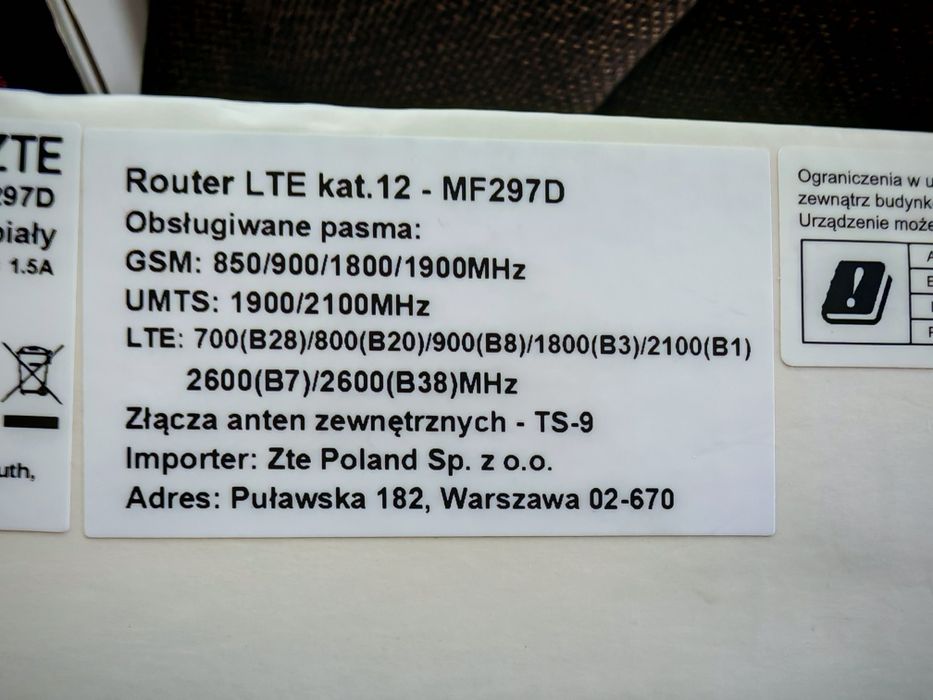 ZTE
297D
biały
1.5A
uth,
Router LTE kat.12 - MF297D
Obsługiwane pasma:
GSM: 850/900/1800/1900MHz
UMTS: 1900/2100MHz
LTE: 700(B28)/800(B20)/900(B8)/1800(B3)/2100(B1)
2600(B7)/2600(B38)MHz
Złącza anten zewnętrznych - TS-9
Importer: Zte Poland Sp. z o.o.
Adres: Puławska 182, Warszawa 02-670
Ograniczenia w u
zewnątrz budynk
Urządzenie może